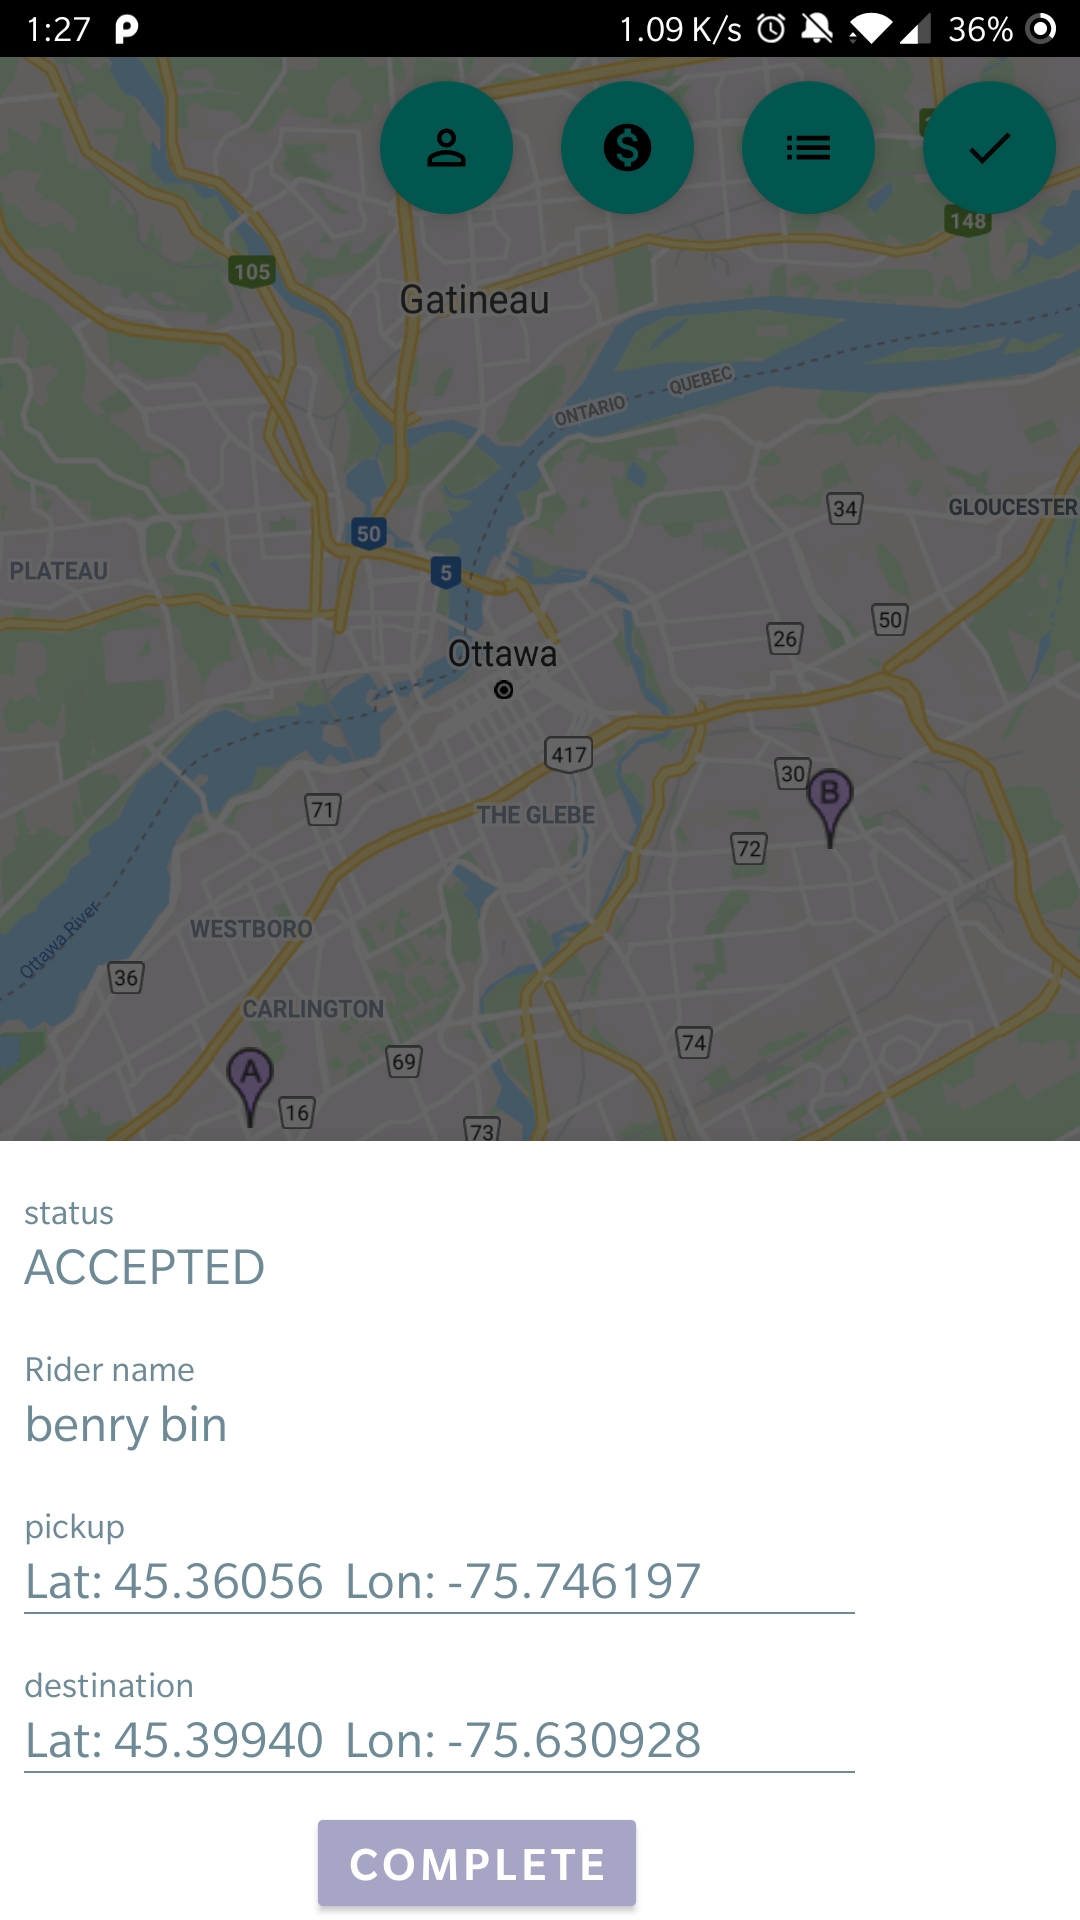 1:27 1.09 K/s 36%
148
105
Gatineau
QUEBEC
ONTARIO
34 GLOUCESTER
50
PLATEAU 5
50
26
Ottawa
417
30
B
71 THE GLEBE
72
WESTBORO
Ottawa River
36
CARLINGTON
74
69
A
16
73
status
ACCEPTED
Rider name
benry bin
pickup
Lat: 45.36056 Lon: -75.746197
destination
Lat: 45.39940 Lon: -75.630928
COMPLETE